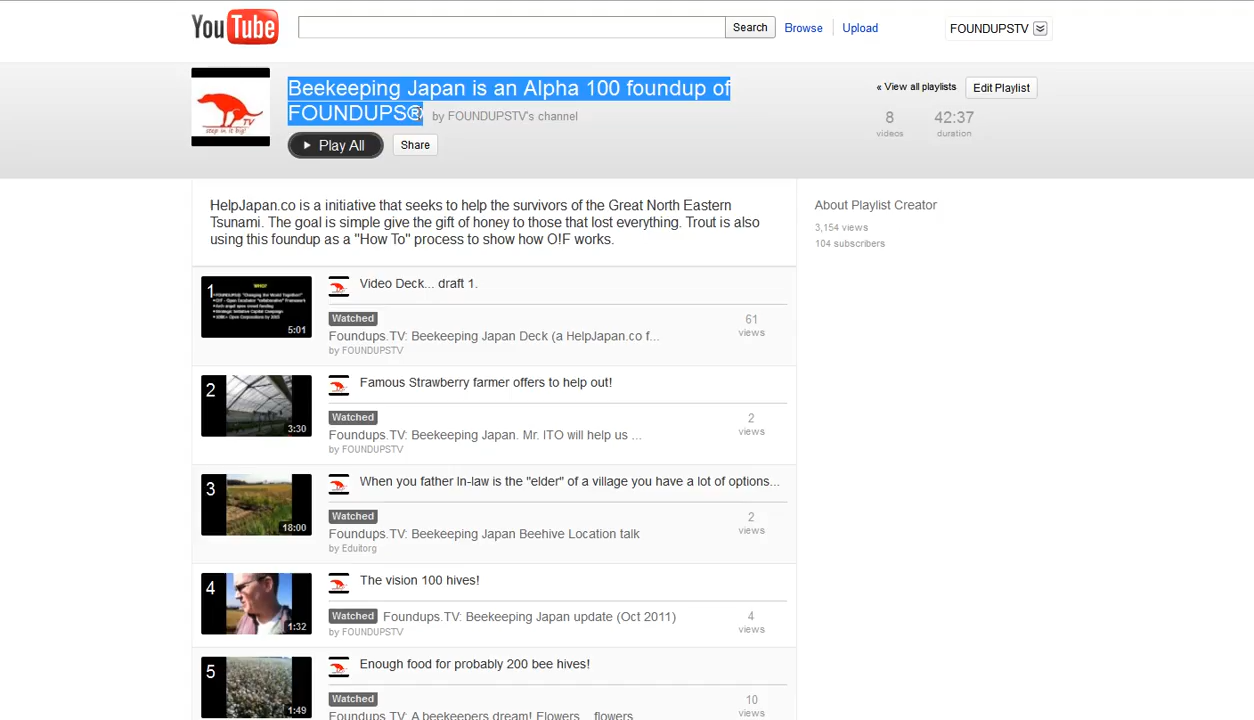 YouTube
Search
Browse
Upload
FOUNDUPSTV
TV
step in it big!
Beekeeping Japan is an Alpha 100 foundup of
FOUNDUPS® by FOUNDUPSTV's channel
Play All
Share
« View all playlists
Edit Playlist
8
videos
42:37
duration
HelpJapan.co is a initiative that seeks to help the survivors of the Great North Eastern
Tsunami. The goal is simple give the gift of honey to those that lost everything. Trout is also
using this foundup as a "How To" process to show how O!F works.
About Playlist Creator
3,154 views
104 subscribers
1
5:01
Video Deck... draft 1.
Watched
Foundups.TV: Beekeeping Japan Deck (a HelpJapan.co f...
by FOUNDUPSTV
61
views
2
3:30
Famous Strawberry farmer offers to help out!
Watched
Foundups.TV: Beekeeping Japan. Mr. ITO will help us ...
by FOUNDUPSTV
2
views
3
18:00
When you father In-law is the "elder" of a village you have a lot of options...
Watched
Foundups.TV: Beekeeping Japan Beehive Location talk
by Eduitorg
2
views
4
1:32
The vision 100 hives!
Watched Foundups.TV: Beekeeping Japan update (Oct 2011)
by FOUNDUPSTV
4
views
5
1:49
Enough food for probably 200 bee hives!
Watched
Foundups.TV: A beekeepers dream! Flowers... flowers
10
views